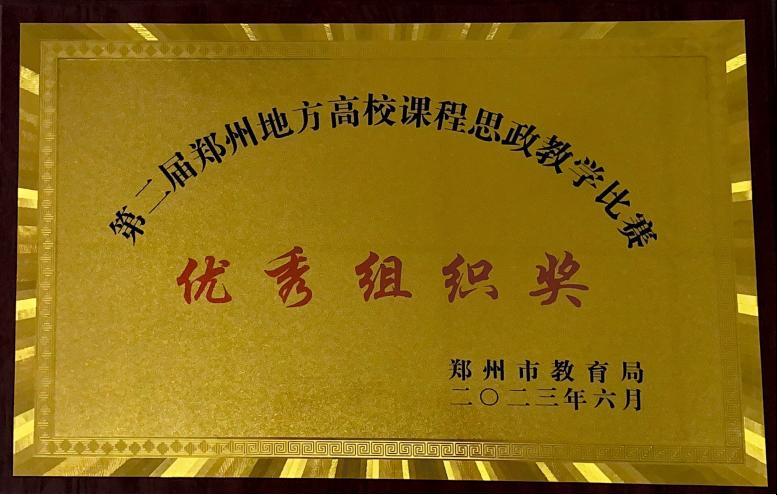 第二届郑州地方高校课程思政教学比赛
优秀组织奖
郑州市教育局
二〇二三年六月